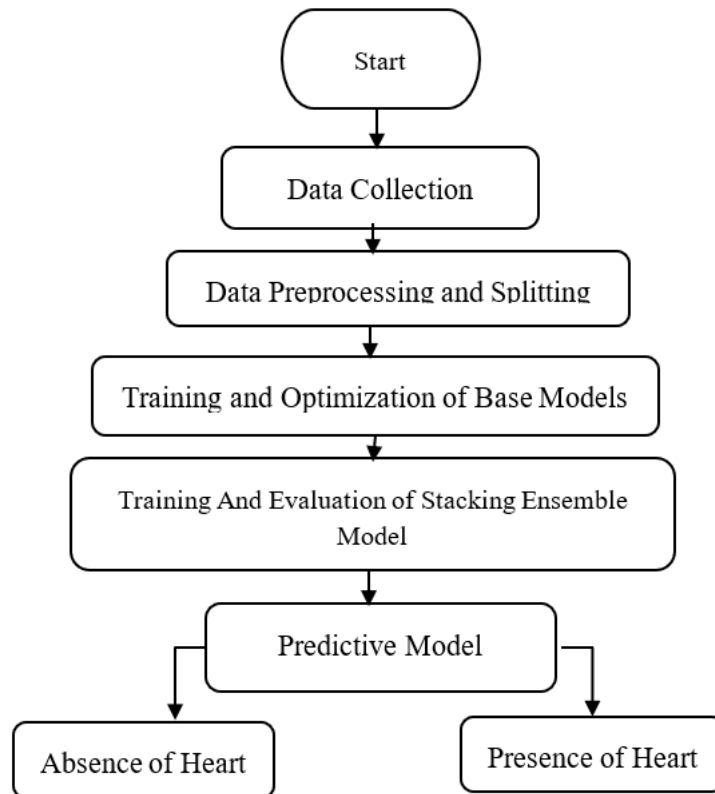 Start
Data Collection
Data Preprocessing and Splitting
Training and Optimization of Base Models
Training And Evaluation of Stacking Ensemble
Model
Predictive Model
Absence of Heart
Presence of Heart